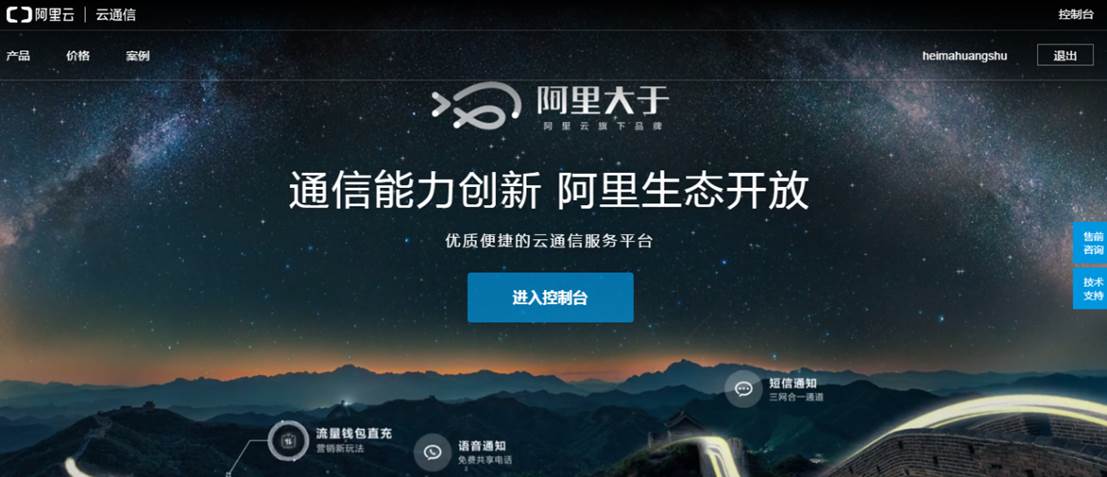 阿里云 云通信
控制台
产品 价格 案例
heimahuangshu 退出
阿里大于
阿里云旗下品牌
通信能力创新 阿里生态开放
优质便捷的云通信服务平台
售前
咨询
进入控制台
技术
支持
短信通知
三网合一通道
流量钱包直充
营销新玩法
语音通知
免费共享电话